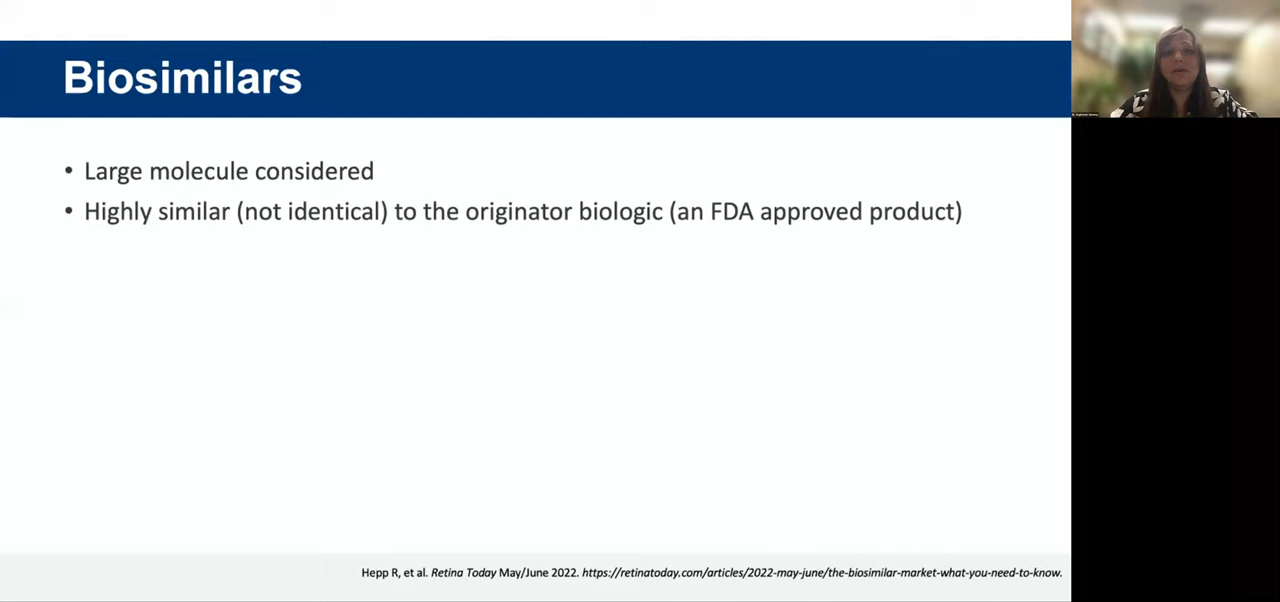 Biosimilars
• Large molecule considered
• Highly similar (not identical) to the originator biologic (an FDA approved product)
Hepp R, et al. Retina Today May/June 2022. https://retinatoday.com/articles/2022-may-june/the-biosimilar-market-what-you-need-to-know.